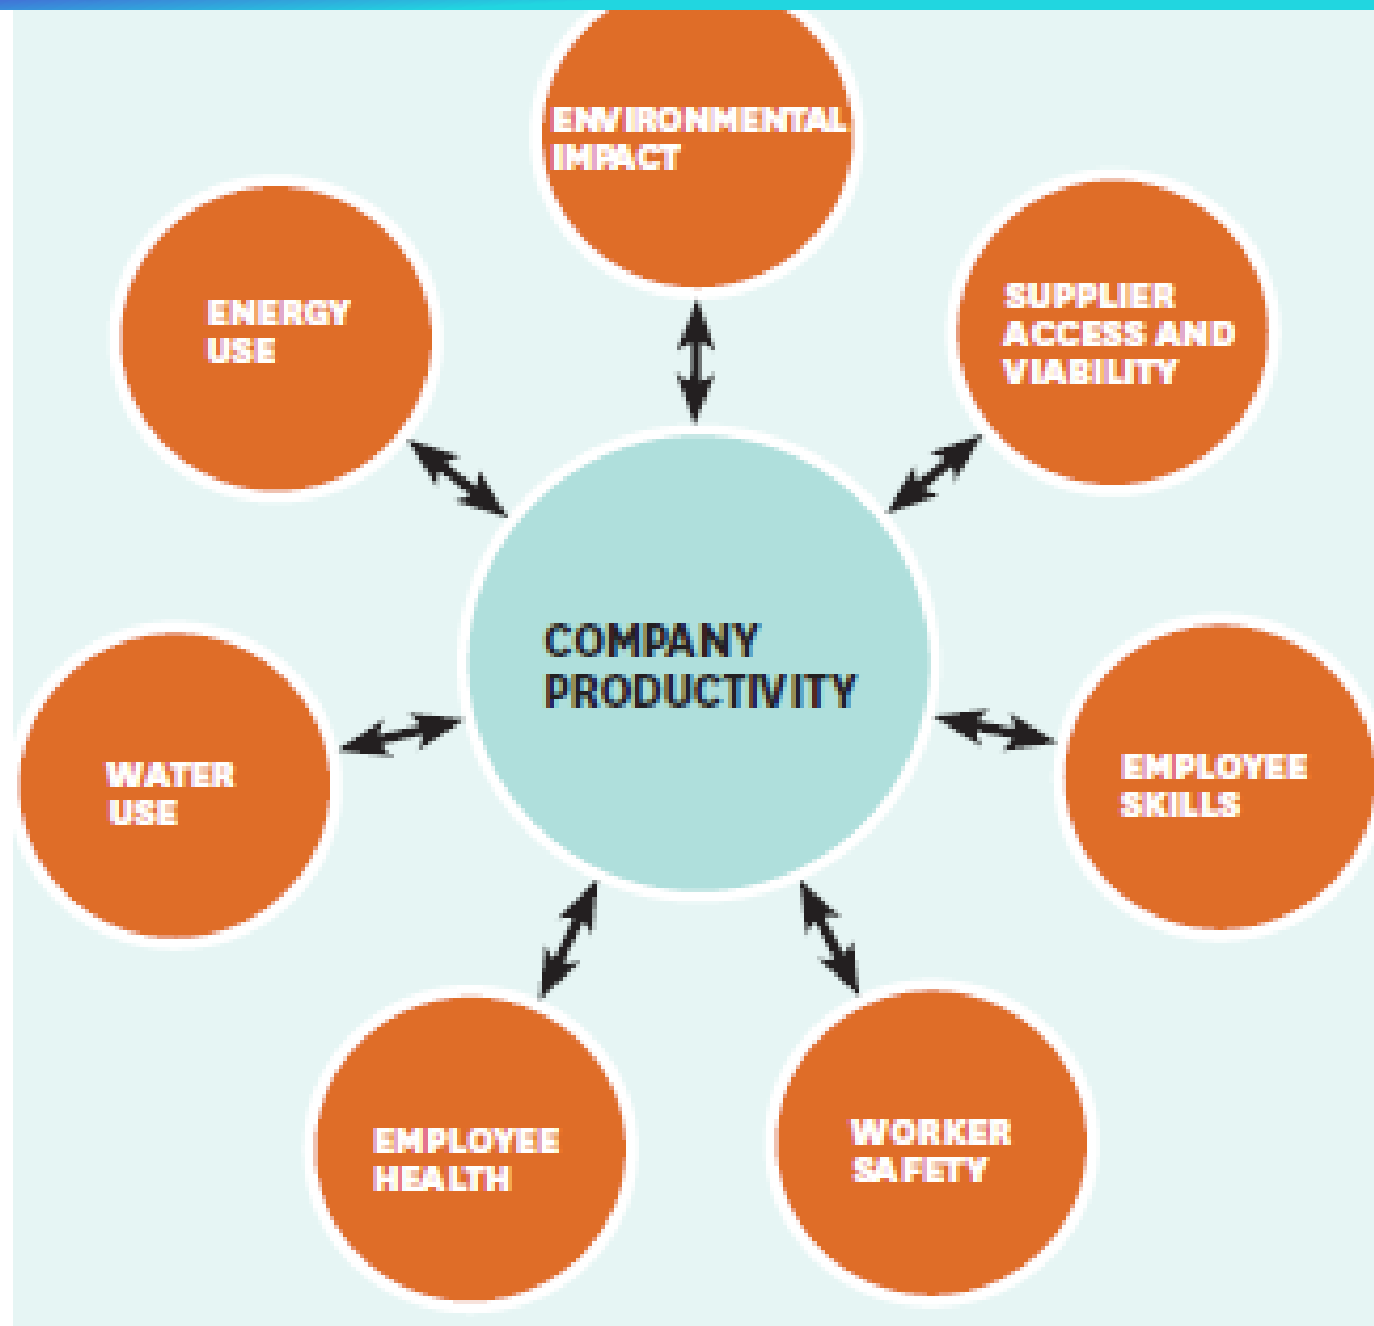 ENVIRONMENTAL
IMPACT
SUPPLIER
ACCESS AND
VIABILITY
ENERGY
USE
COMPANY
PRODUCTIVITY
EMPLOYEE
SKILLS
WATER
USE
WORKER
SAFETY
EMPLOYEE
HEALTH